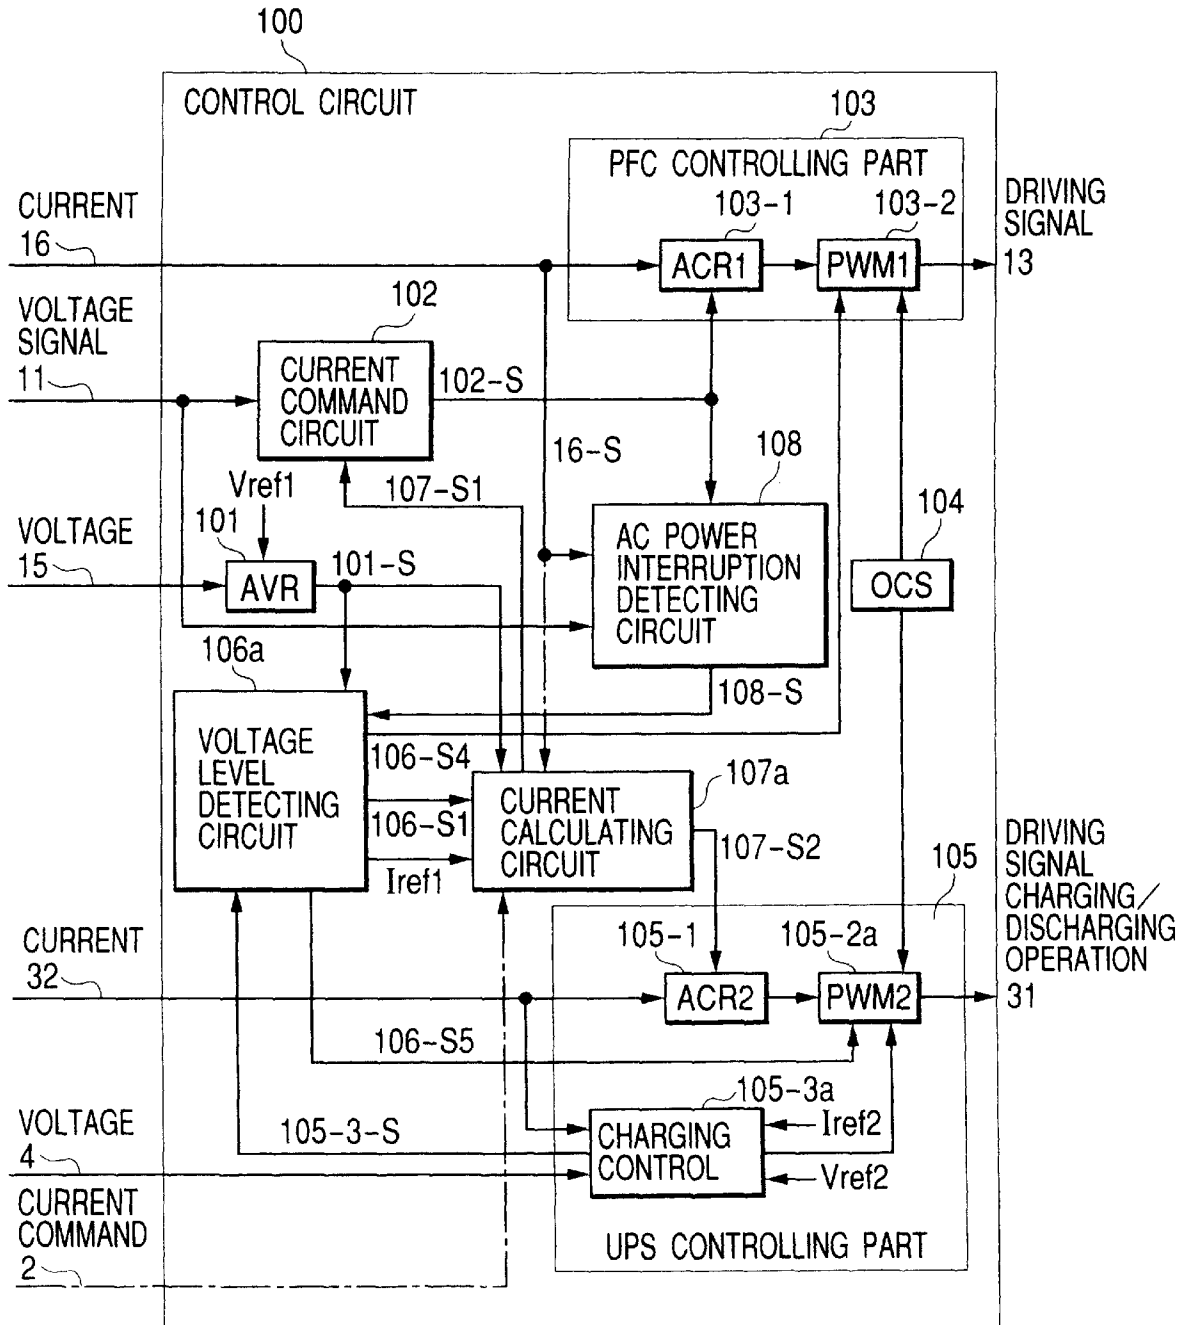 100
CONTROL CIRCUIT
103
PFC CONTROLLING PART
103-1
103-2
DRIVING
SIGNAL
13
CURRENT
16
ACR1
PWM1
VOLTAGE
SIGNAL
11
102
CURRENT
COMMAND
CIRCUIT
102-S
16-S
108
Vref1
107-S1
104
VOLTAGE
15
101
AVR
101-S
AC POWER
INTERRUPTION
DETECTING
CIRCUIT
OCS
106a
108-S
VOLTAGE
LEVEL
DETECTING
CIRCUIT
106-S4
106-S1
Iref1
107a
CURRENT
CALCULATING
CIRCUIT
107-S2
105
DRIVING
SIGNAL
CHARGING/
DISCHARGING
OPERATION
31
CURRENT
32
105-1
105-2a
ACR2
PWM2
106-S5
105-3a
VOLTAGE
4
105-3-S
CHARGING
CONTROL
Iref2
Vref2
CURRENT
COMMAND
2
UPS CONTROLLING PART